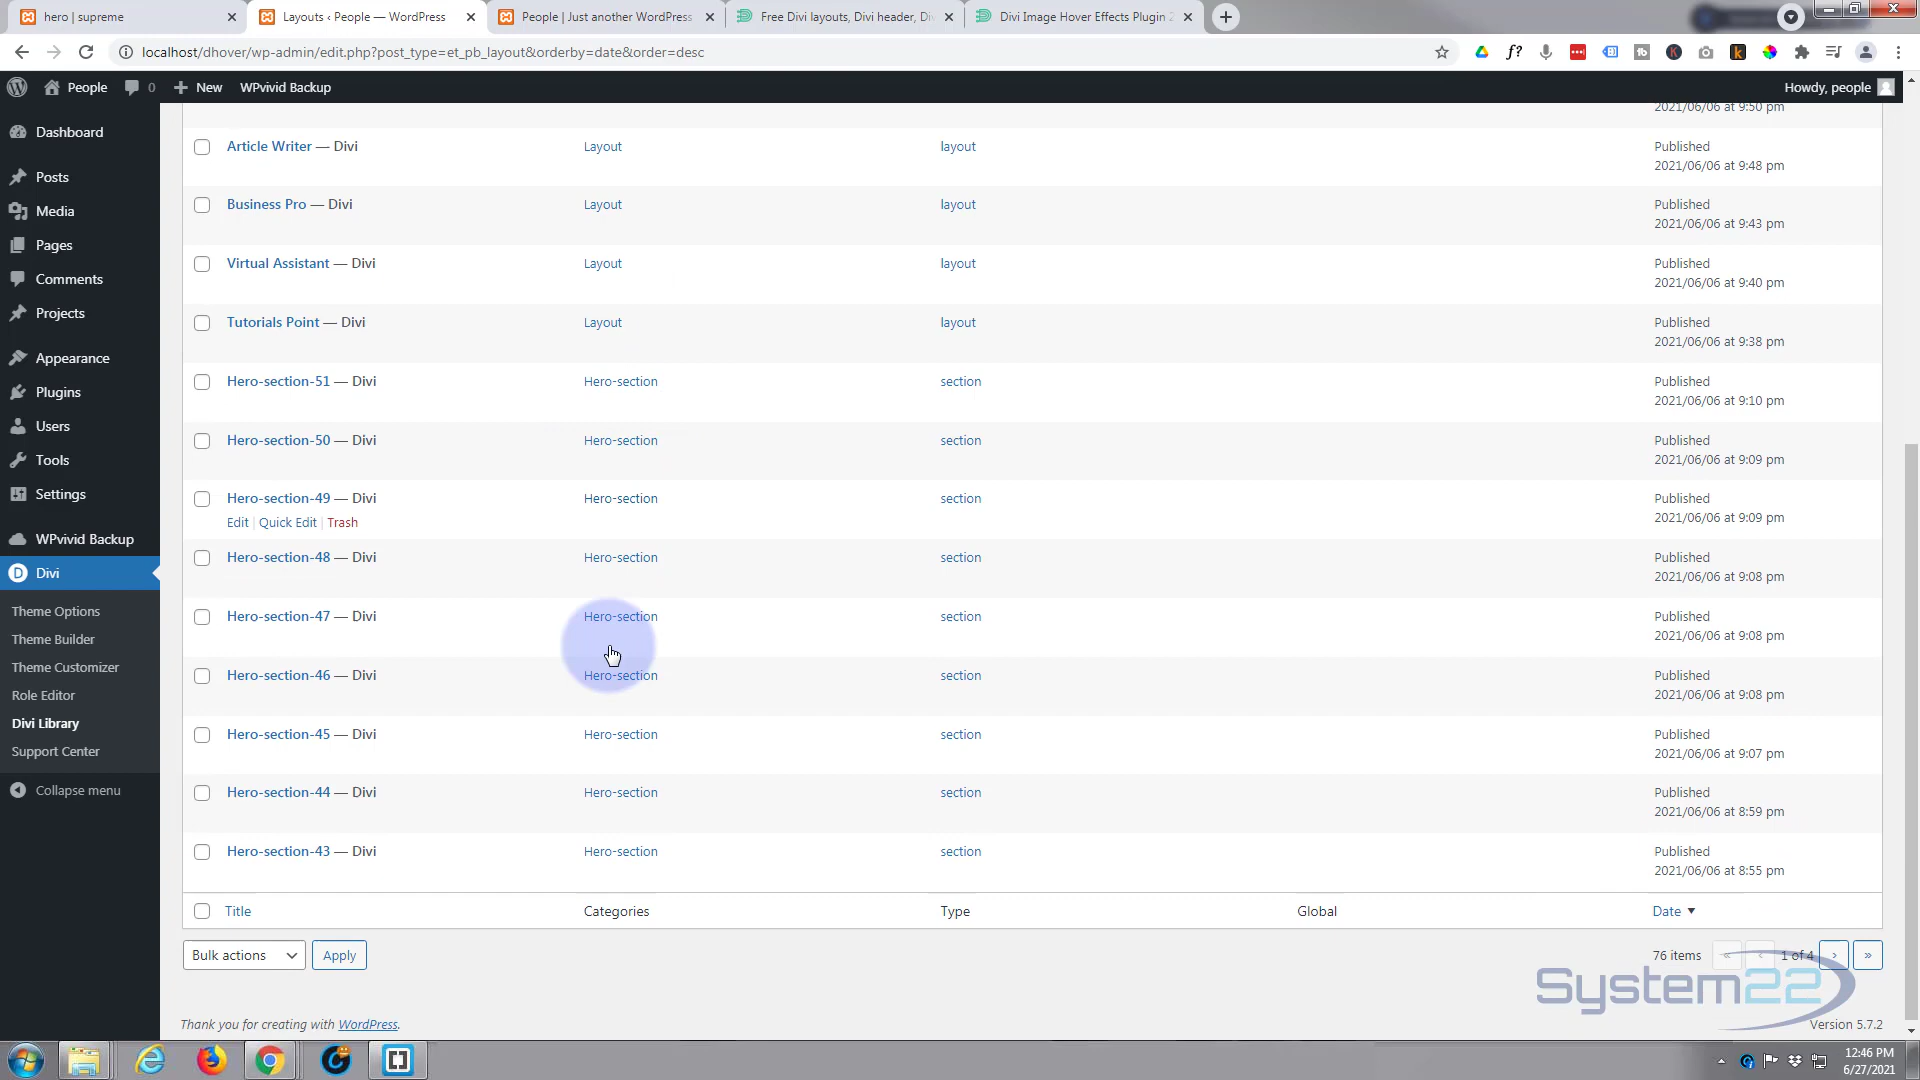 hero | supreme
Layouts ‹ People — WordPress
People | Just another WordPress
Free Divi layouts, Divi header, Di
Divi Image Hover Effects Plugin 2
localhost/dhover/wp-admin/edit.php?post_type=et_pb_layout&orderby=date&order=desc
People 0 New WPvivid Backup Howdy, people
2021/06/06 at 9:50 pm
Dashboard
Posts
Media
Pages
Comments
Projects
Appearance
Plugins
Users
Tools
Settings
WPvivid Backup
Divi
Theme Options
Theme Builder
Theme Customizer
Role Editor
Divi Library
Support Center
Collapse menu
Article Writer — Divi Layout layout Published
2021/06/06 at 9:48 pm
Business Pro — Divi Layout layout Published
2021/06/06 at 9:43 pm
Virtual Assistant — Divi Layout layout Published
2021/06/06 at 9:40 pm
Tutorials Point — Divi Layout layout Published
2021/06/06 at 9:38 pm
Hero-section-51 — Divi Hero-section section Published
2021/06/06 at 9:10 pm
Hero-section-50 — Divi Hero-section section Published
2021/06/06 at 9:09 pm
Hero-section-49 — Divi Hero-section section Published
Edit | Quick Edit | Trash 2021/06/06 at 9:09 pm
Hero-section-48 — Divi Hero-section section Published
2021/06/06 at 9:08 pm
Hero-section-47 — Divi Hero-section section Published
2021/06/06 at 9:08 pm
Hero-section-46 — Divi Hero-section section Published
2021/06/06 at 9:08 pm
Hero-section-45 — Divi Hero-section section Published
2021/06/06 at 9:07 pm
Hero-section-44 — Divi Hero-section section Published
2021/06/06 at 8:59 pm
Hero-section-43 — Divi Hero-section section Published
2021/06/06 at 8:55 pm
Title Categories Type Global Date
Bulk actions Apply 76 items « ‹ 1 of 4 › »
System22
Thank you for creating with WordPress. Version 5.7.2
12:46 PM
6/27/2021